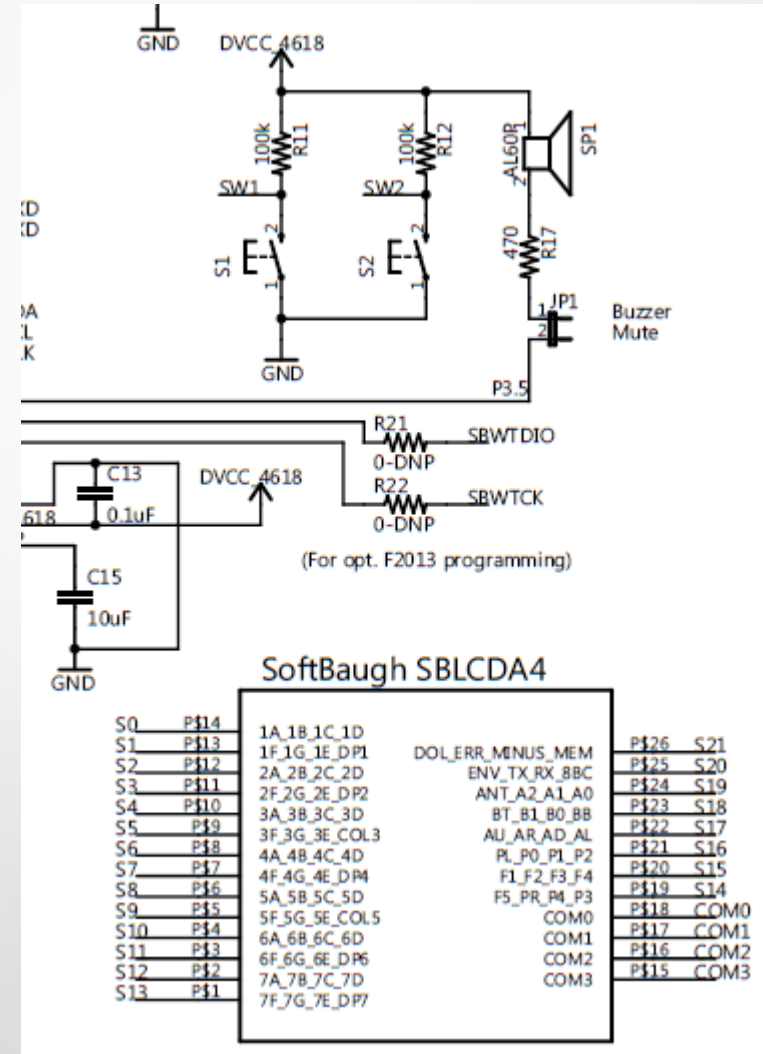 GND
DVCC_4618
100k
R11
100k
R12
AL60P
1
2
SP1
SW1
SW2
S1
2
1
S2
2
1
470
R17
JP1
1
2
Buzzer
Mute
GND
P3.5
R21
SBWTDIO
0-DNP
R22
SBWTCK
0-DNP
(For opt. F2013 programming)
C13
0.1uF
DVCC_4618
C15
10uF
GND
SoftBaugh SBLCDA4
S0 P$14 1A_1B_1C_1D
S1 P$13 1F_1G_1E_DP1 DOL_ERR_MINUS_MEM P$26 S21
S2 P$12 2A_2B_2C_2D ENV_TX_RX_8BC P$25 S20
S3 P$11 2F_2G_2E_DP2 ANT_A2_A1_A0 P$24 S19
S4 P$10 3A_3B_3C_3D BT_B1_B0_BB P$23 S18
S5 P$9 3F_3G_3E_COL3 AU_AR_AD_AL P$22 S17
S6 P$8 4A_4B_4C_4D PL_P0_P1_P2 P$21 S16
S7 P$7 4F_4G_4E_DP4 F1_F2_F3_F4 P$20 S15
S8 P$6 5A_5B_5C_5D F5_PR_P4_P3 P$19 S14
S9 P$5 5F_5G_5E_COL5 COM0 P$18 COM0
S10 P$4 6A_6B_6C_6D COM1 P$17 COM1
S11 P$3 6F_6G_6E_DP6 COM2 P$16 COM2
S12 P$2 7A_7B_7C_7D COM3 P$15 COM3
S13 P$1 7F_7G_7E_DP7